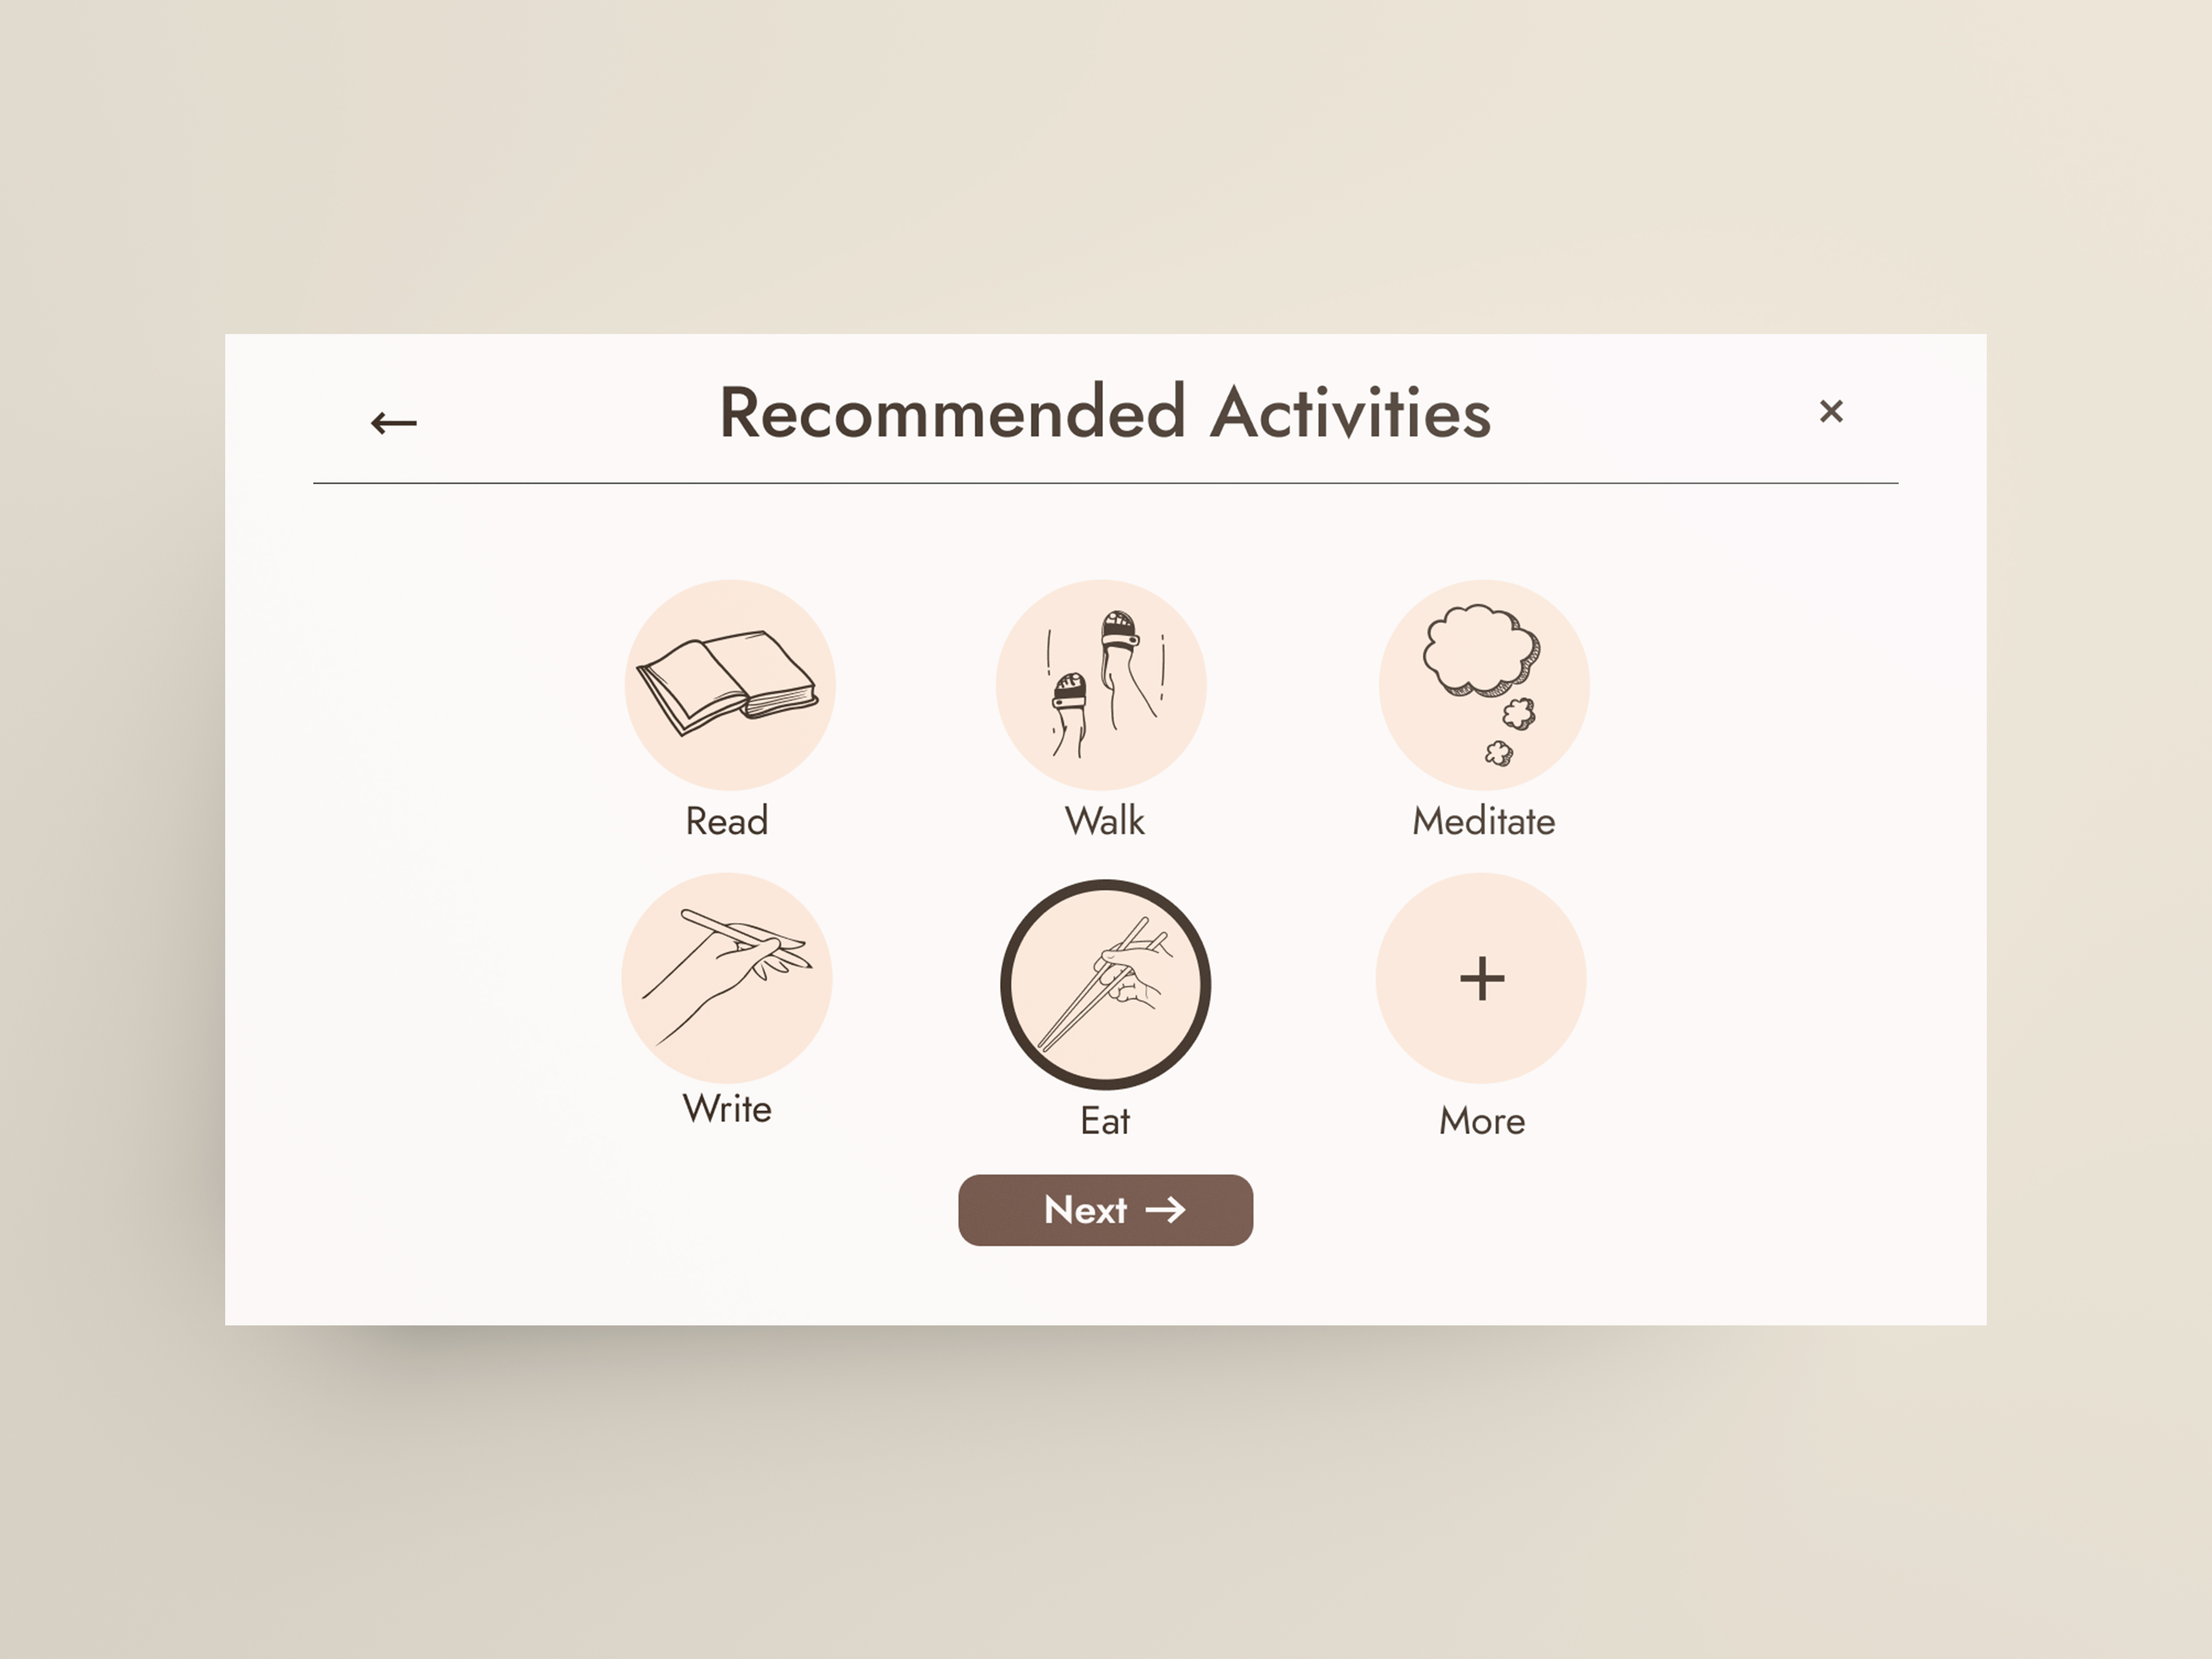 Recommended Activities
Read
Walk
Meditate
Write
Eat
More
Next